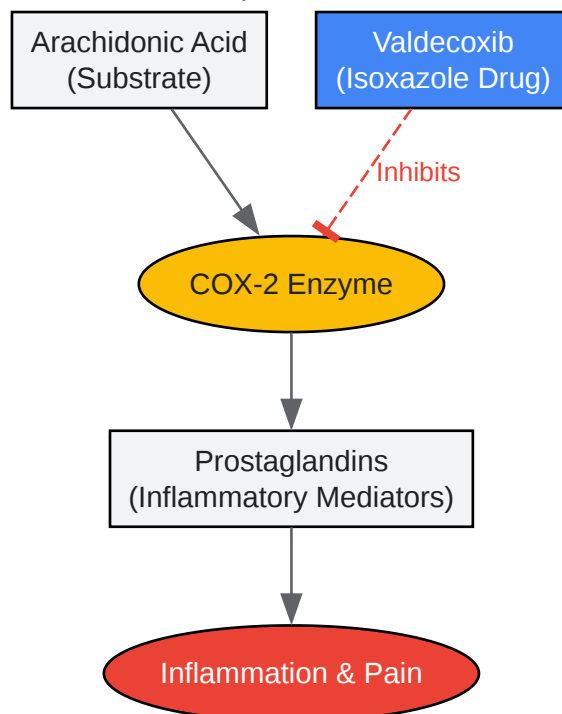 Arachidonic Acid
(Substrate)
Valdecoxib
(Isoxazole Drug)
Inhibits
COX-2 Enzyme
Prostaglandins
(Inflammatory Mediators)
Inflammation & Pain